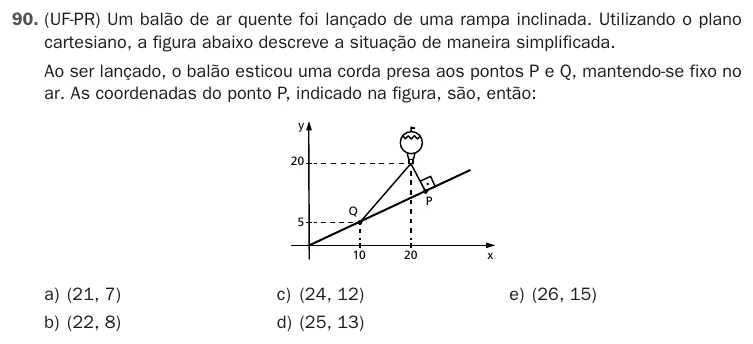 90. (UF-PR) Um balão de ar quente foi lançado de uma rampa inclinada. Utilizando o plano
cartesiano, a figura abaixo descreve a situação de maneira simplificada.
Ao ser lançado, o balão esticou uma corda presa aos pontos P e Q, mantendo-se fixo no
ar. As coordenadas do ponto P, indicado na figura, são, então:
y
20
Q
P
5
10 20 x
a) (21, 7) c) (24, 12) e) (26, 15)
b) (22, 8) d) (25, 13)